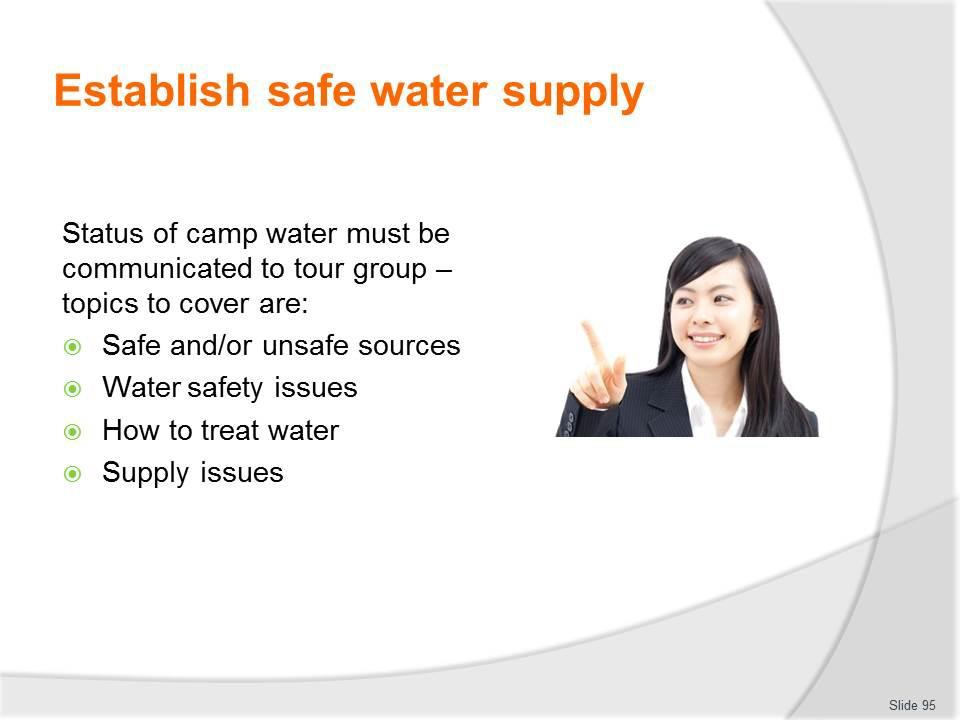 Establish safe water supply
Status of camp water must be
communicated to tour group –
topics to cover are:
Safe and/or unsafe sources
Water safety issues
How to treat water
Supply issues
Slide 95